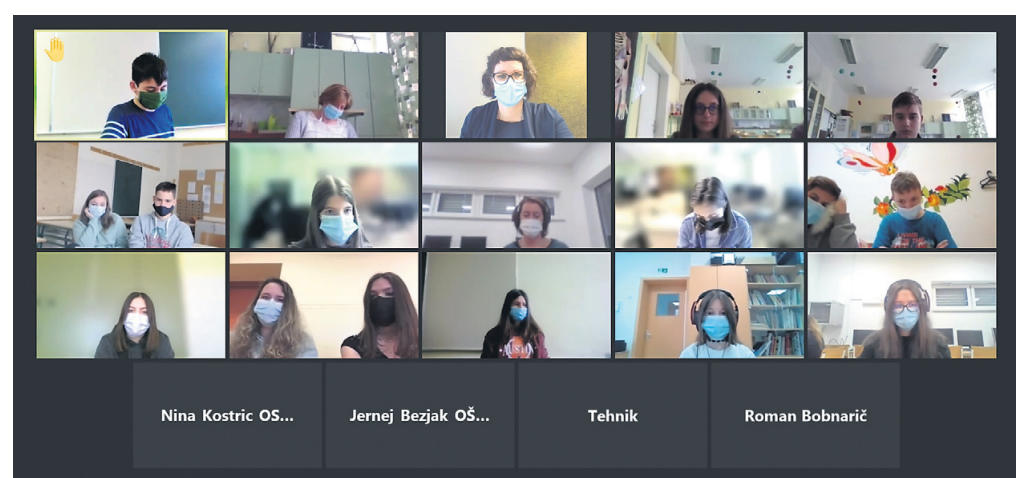 Nina Kostric OS...
Jernej Bezjak OŠ...
Tehnik
Roman Bobnarič